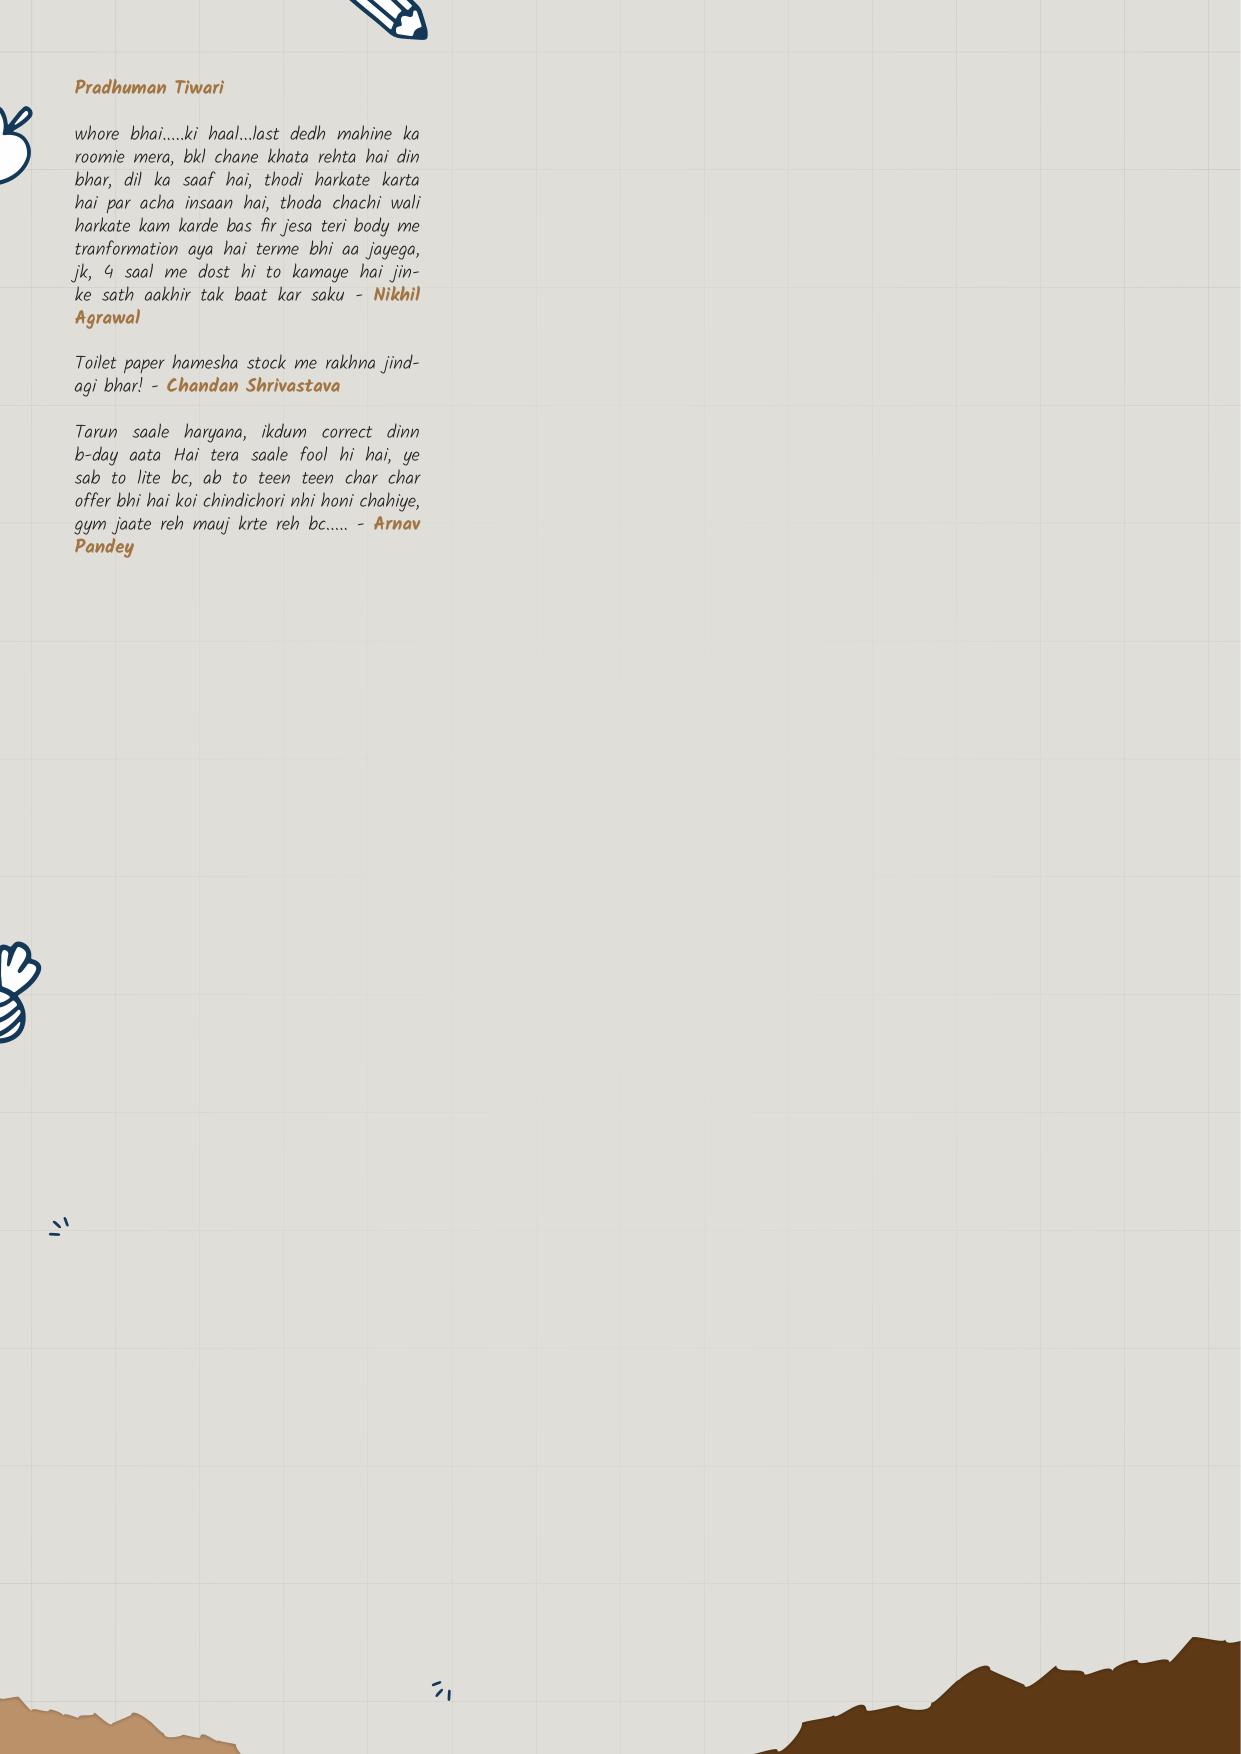 Pradhuman Tiwari
whore bhai.....ki haal...last dedh mahine ka
roomie mera, bkl chane khata rehta hai din
bhar, dil ka saaf hai, thodi harkate karta
hai par acha insaan hai, thoda chachi wali
harkate kam karde bas fir jesa teri body me
tranformation aya hai terme bhi aa jayega,
jk, 4 saal me dost hi to kamaye hai jin-
ke sath aakhir tak baat kar saku - Nikhil
Agrawal
Toilet paper hamesha stock me rakhna jind-
agi bhar! - Chandan Shrivastava
Tarun saale haryana, ikdum correct dinn
b-day aata Hai tera saale fool hi hai, ye
sab to lite bc, ab to teen teen char char
offer bhi hai koi chindichori nhi honi chahiye,
gym jaate reh mauj krte reh bc..... - Arnav
Pandey